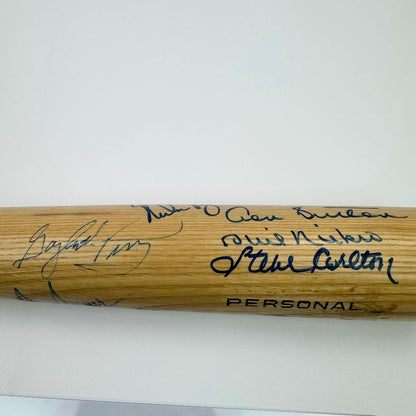 Don Sutton
Gaylord Perry
Phil Niekro
Steve Carlton
PERSONAL